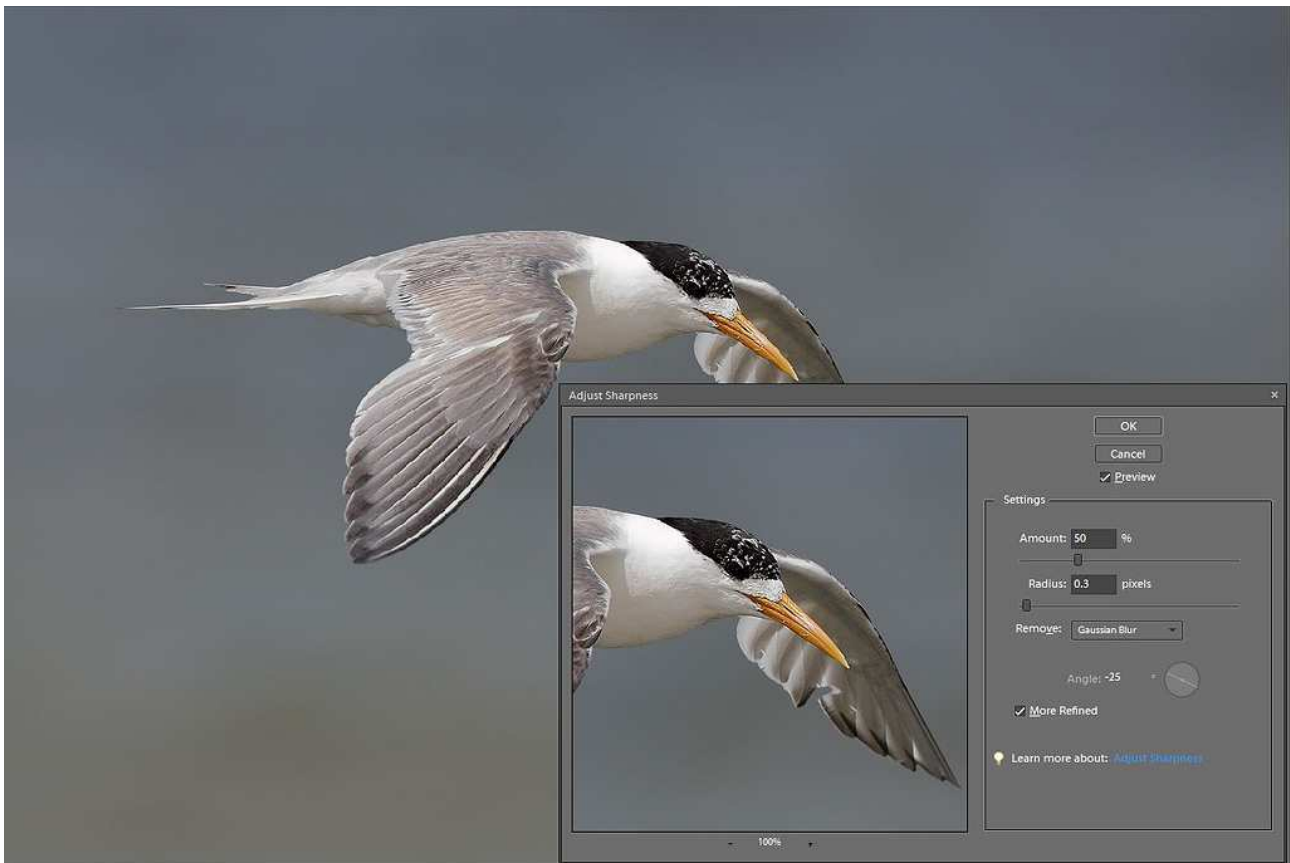 Adjust Sharpness
OK
Cancel
Preview
Settings
Amount: 50 %
Radius: 0.3 pixels
Remove: Gaussian Blur
Angle: -25 °
More Refined
Learn more about: Adjust Sharpness
- 100% +